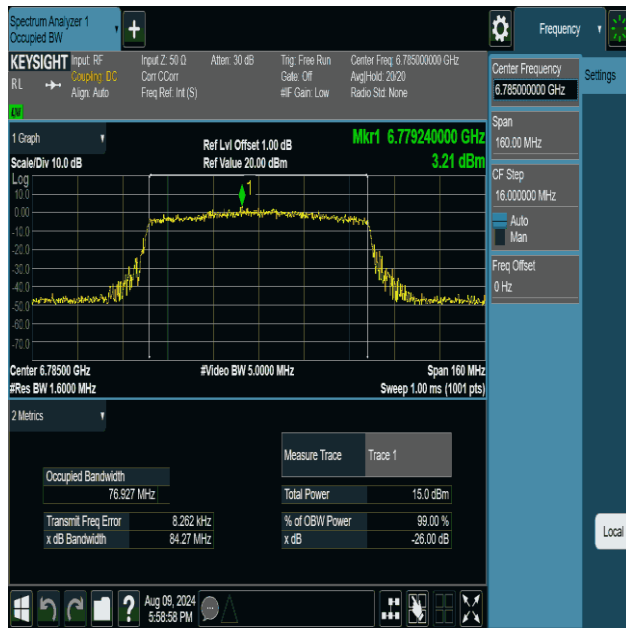 Spectrum Analyzer 1
Occupied BW
+
Frequency
KEYSIGHT
RL
Input: RF
Coupling: DC
Align: Auto
Input Z: 50 Ω
Corr CCorr
Freq Ref: Int (S)
Atten: 30 dB
Trig: Free Run
Gate: Off
#IF Gain: Low
Center Freq: 6.785000000 GHz
Avg|Hold: 20/20
Radio Std: None
Center Frequency
6.785000000 GHz
Settings
Span
160.00 MHz
CF Step
16.000000 MHz
Auto
Man
Freq Offset
0 Hz
Local
1 Graph
Scale/Div 10.0 dB
Ref Lvl Offset 1.00 dB
Ref Value 20.00 dBm
Mkr1 6.779240000 GHz
3.21 dBm
Log
10.0
0.00
-10.0
-20.0
-30.0
-40.0
-50.0
-60.0
-70.0
1
Center 6.78500 GHz
#Res BW 1.6000 MHz
#Video BW 5.0000 MHz
Span 160 MHz
Sweep 1.00 ms (1001 pts)
2 Metrics
Occupied Bandwidth
76.927 MHz
Transmit Freq Error 8.262 kHz
x dB Bandwidth 84.27 MHz
Measure Trace Trace 1
Total Power 15.0 dBm
% of OBW Power 99.00 %
x dB -26.00 dB
?
Aug 09, 2024
5:58:58 PM